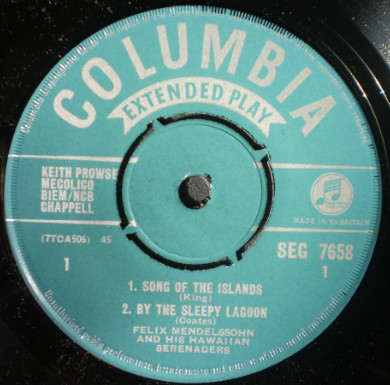 COLUMBIA
EXTENDED PLAY
KEITH PROWSE
MECOLICO
BIEM/NCB
CHAPPELL
MADE IN GT. BRITAIN
(7TCA506) 45
SEG 7658
1
1
1. SONG OF THE ISLANDS
(King)
2. BY THE SLEEPY LAGOON
(Coates)
FELIX MENDELSSOHN
AND HIS HAWAIIAN
SERENADERS